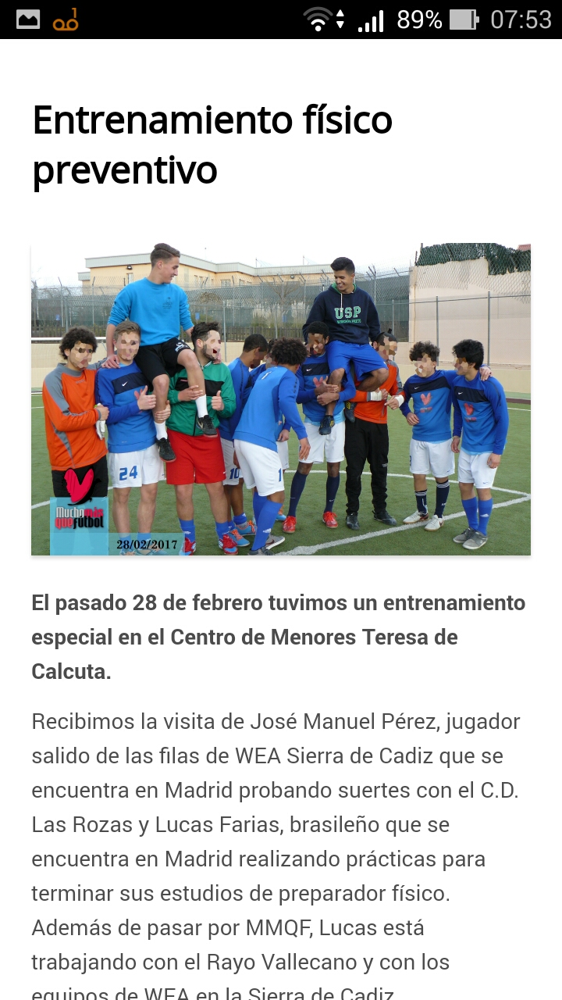 1
89%
07:53
Entrenamiento físico
preventivo
USP
24
10
1
Muchomás
quefútbol
28/02/2017
El pasado 28 de febrero tuvimos un entrenamiento
especial en el Centro de Menores Teresa de
Calcuta.
Recibimos la visita de José Manuel Pérez, jugador
salido de las filas de WEA Sierra de Cadiz que se
encuentra en Madrid probando suertes con el C.D.
Las Rozas y Lucas Farias, brasileño que se
encuentra en Madrid realizando prácticas para
terminar sus estudios de preparador físico.
Además de pasar por MMQF, Lucas está
trabajando con el Rayo Vallecano y con los
equipos de WEA en la Sierra de Cadiz